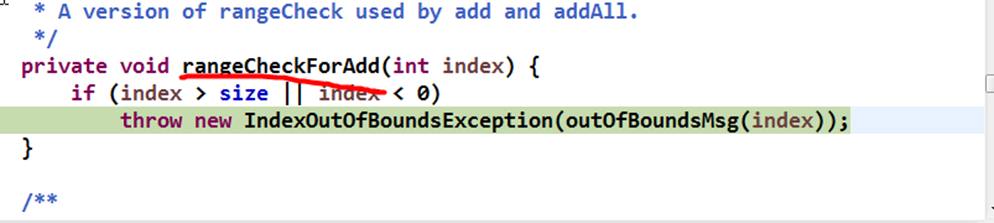 * A version of rangeCheck used by add and addAll.
*/
private void rangeCheckForAdd(int index) {
if (index > size || index < 0)
throw new IndexOutOfBoundsException(outOfBoundsMsg(index));
}
/**